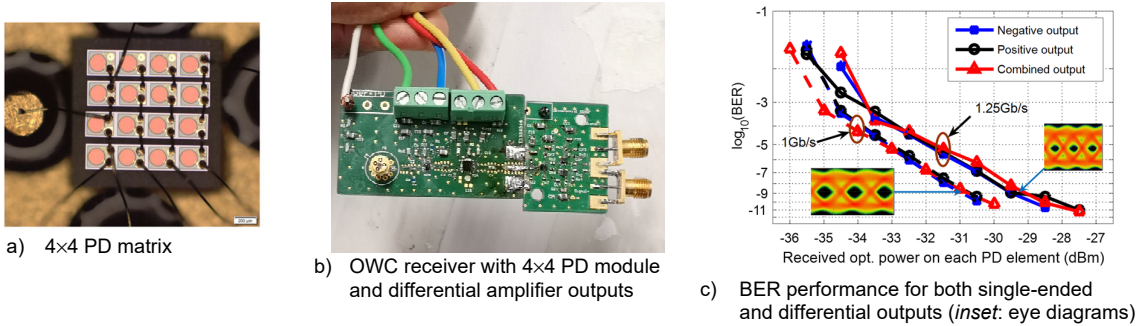 200 µm
a) 4×4 PD matrix
b) OWC receiver with 4×4 PD module
and differential amplifier outputs
-1
-3
-5
-7
-9
-11
log10(BER)
Negative output
Positive output
Combined output
1.25Gb/s
1Gb/s
-36 -35 -34 -33 -32 -31 -30 -29 -28 -27
Received opt. power on each PD element (dBm)
c) BER performance for both single-ended
and differential outputs (inset: eye diagrams)